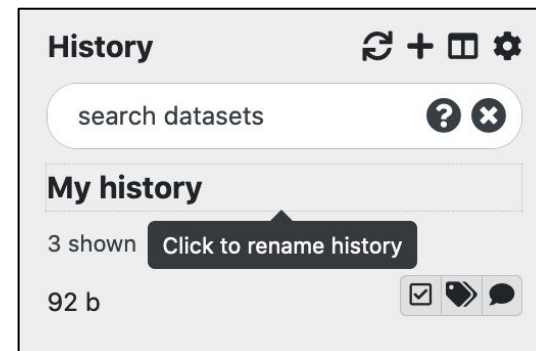 History
search datasets
My history
3 shown
Click to rename history
92 b